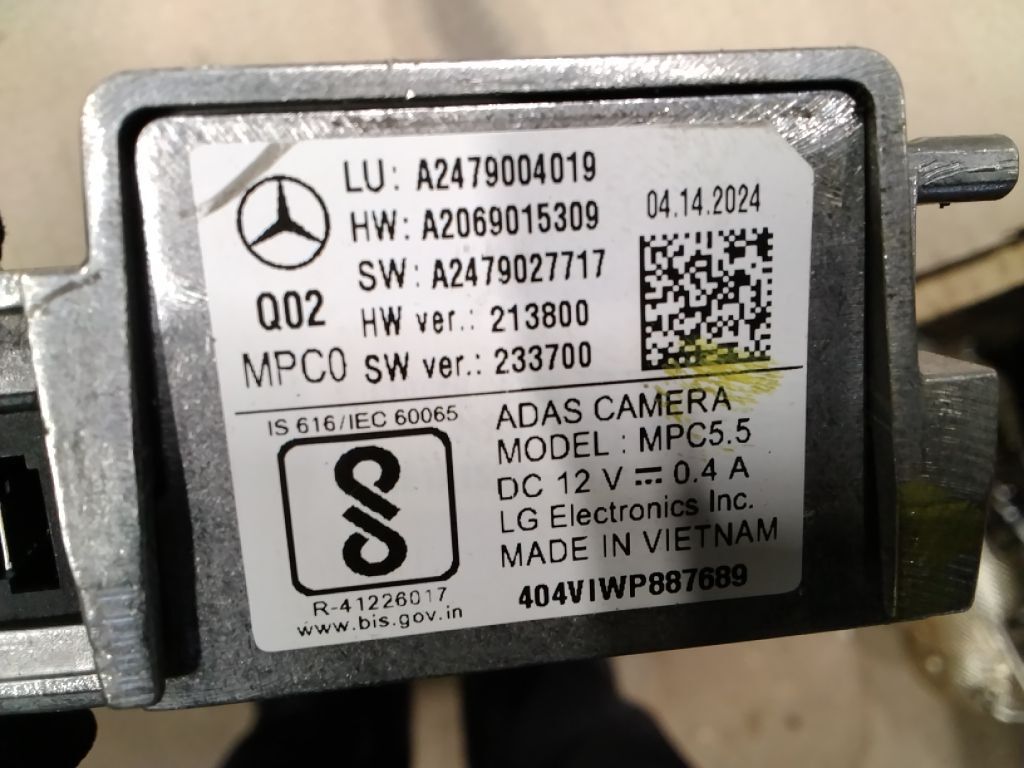 LU: A2479004019
HW: A2069015309
04.14.2024
SW: A2479027717
Q02
HW ver.: 213800
MPC0
SW ver.: 233700
IS 616/IEC 60065
R-41226017
www.bis.gov.in
ADAS CAMERA
MODEL : MPC5.5
DC 12 V ⎓ 0.4 A
LG Electronics Inc.
MADE IN VIETNAM
404VIWP887689